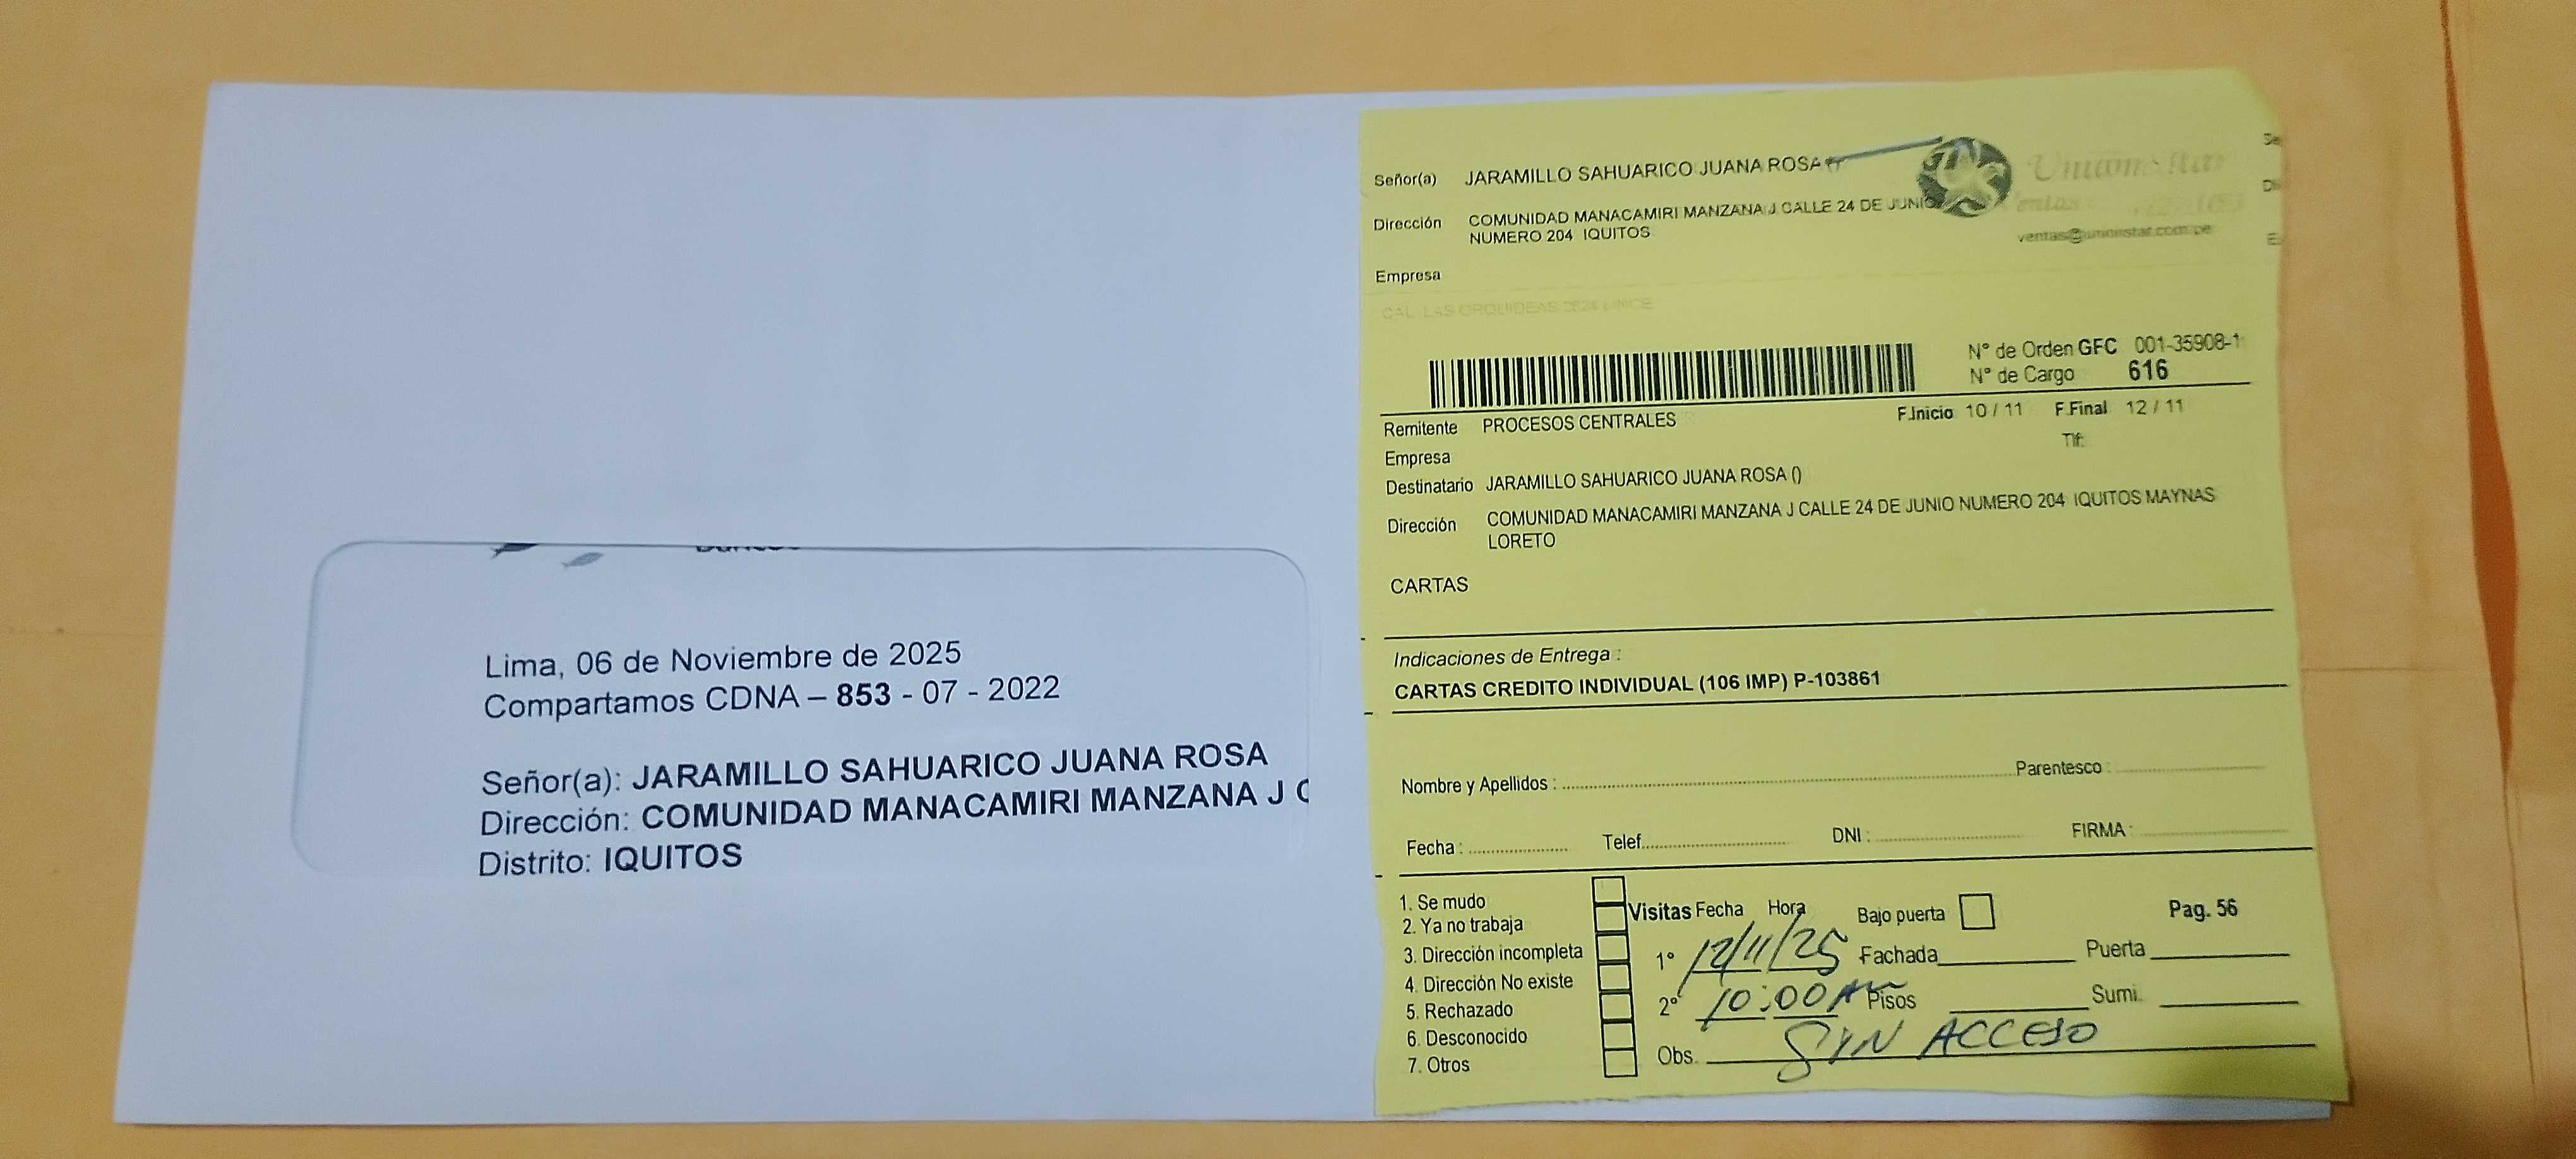 Lima, 06 de Noviembre de 2025
Compartamos CDNA – 853 - 07 - 2022
Señor(a): JARAMILLO SAHUARICO JUANA ROSA
Dirección: COMUNIDAD MANACAMIRI MANZANA J C
Distrito: IQUITOS
Señor(a) JARAMILLO SAHUARICO JUANA ROSA
Dirección COMUNIDAD MANACAMIRI MANZANA J CALLE 24 DE JUNIO
NUMERO 204 IQUITOS
Empresa
ventas@unionstar.com.pe
N° de Orden GFC 001-35908-1
N° de Cargo 616
Remitente PROCESOS CENTRALES F.Inicio 10 / 11 F.Final 12 / 11
Tlf:
Empresa
Destinatario JARAMILLO SAHUARICO JUANA ROSA ()
Dirección COMUNIDAD MANACAMIRI MANZANA J CALLE 24 DE JUNIO NUMERO 204 IQUITOS MAYNAS
LORETO
CARTAS
Indicaciones de Entrega :
CARTAS CREDITO INDIVIDUAL (106 IMP) P-103861
Nombre y Apellidos : Parentesco :
Fecha : Telef. DNI : FIRMA :
1. Se mudo
2. Ya no trabaja
3. Dirección incompleta
4. Dirección No existe
5. Rechazado
6. Desconocido
7. Otros
Visitas Fecha Hora Bajo puerta Pag. 56
1° 12/11/25 Fachada Puerta
2° 10:00 AM Pisos Sumi.
Obs. SIN ACCESO